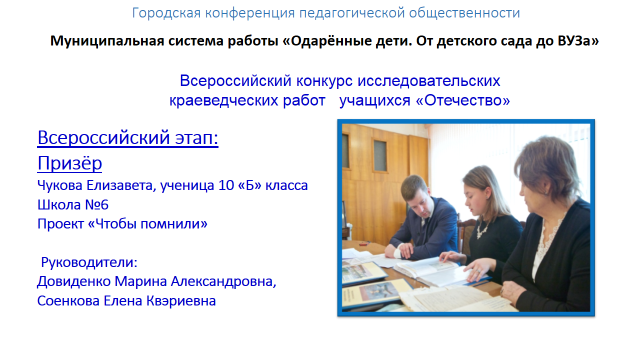 Городская конференция педагогической общественности
Муниципальная система работы «Одарённые дети. От детского сада до ВУЗа»
Всероссийский конкурс исследовательских
краеведческих работ учащихся «Отечество»
Всероссийский этап:
Призёр
Чукова Елизавета, ученица 10 «Б» класса
Школа №6
Проект «Чтобы помнили»
Руководители:
Довиденко Марина Александровна,
Соенкова Елена Квэриевна